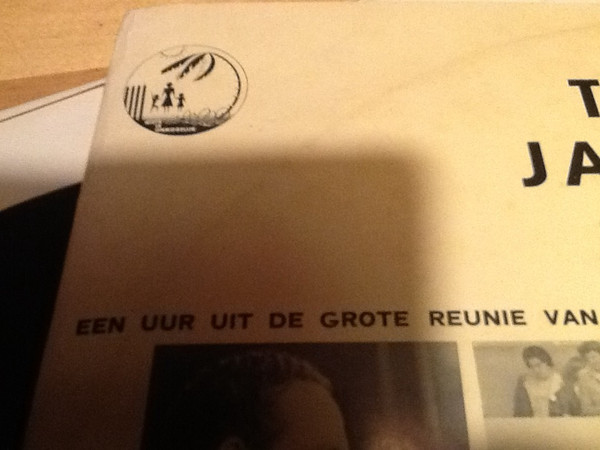 T
JA
EEN UUR UIT DE GROTE REUNIE VAN